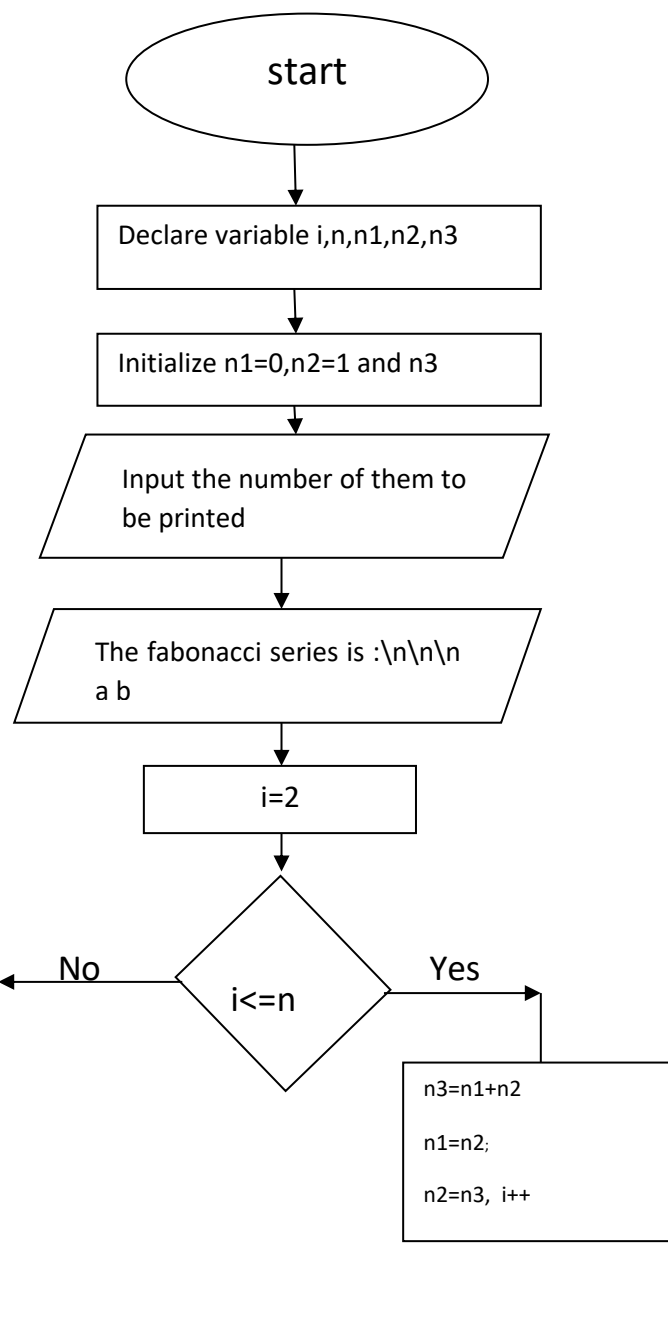 start
Declare variable i,n,n1,n2,n3
Initialize n1=0,n2=1 and n3
Input the number of them to
be printed
The fabonacci series is :\n\n\n
a b
i=2
No
i<=n
Yes
n3=n1+n2
n1=n2;
n2=n3, i++